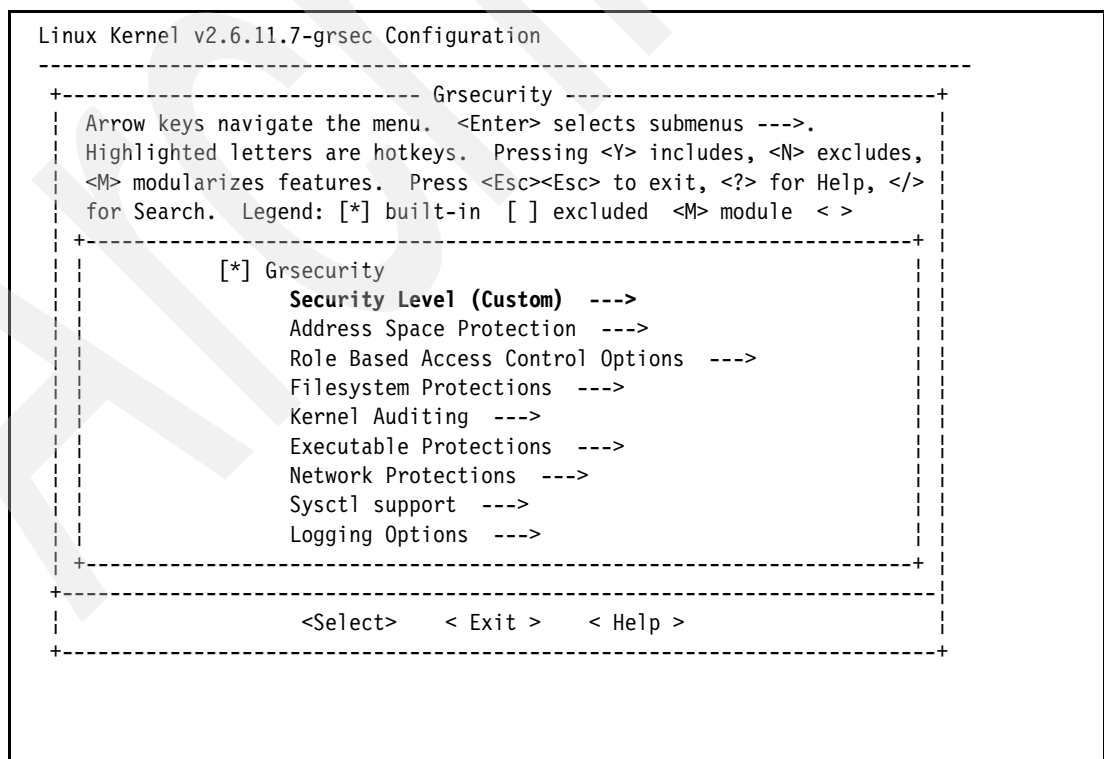 Linux Kernel v2.6.11.7-grsec Configuration
------------------------------------------------------------------------------
+------------------------------ Grsecurity -------------------------------+
| Arrow keys navigate the menu.  <Enter> selects submenus --->. |
| Highlighted letters are hotkeys.  Pressing <Y> includes, <N> excludes, |
| <M> modularizes features.  Press <Esc><Esc> to exit, <?> for Help, </> |
| for Search.  Legend: [*] built-in  [ ] excluded  <M> module  < > |
| +---------------------------------------------------------------------+ |
| | [*] Grsecurity | |
| | Security Level (Custom)  ---> | |
| | Address Space Protection  ---> | |
| | Role Based Access Control Options  ---> | |
| | Filesystem Protections  ---> | |
| | Kernel Auditing  ---> | |
| | Executable Protections  ---> | |
| | Network Protections  ---> | |
| | Sysctl support  ---> | |
| | Logging Options  ---> | |
| +---------------------------------------------------------------------+ |
+-------------------------------------------------------------------------|
| <Select>    < Exit >    < Help > |
+-------------------------------------------------------------------------+